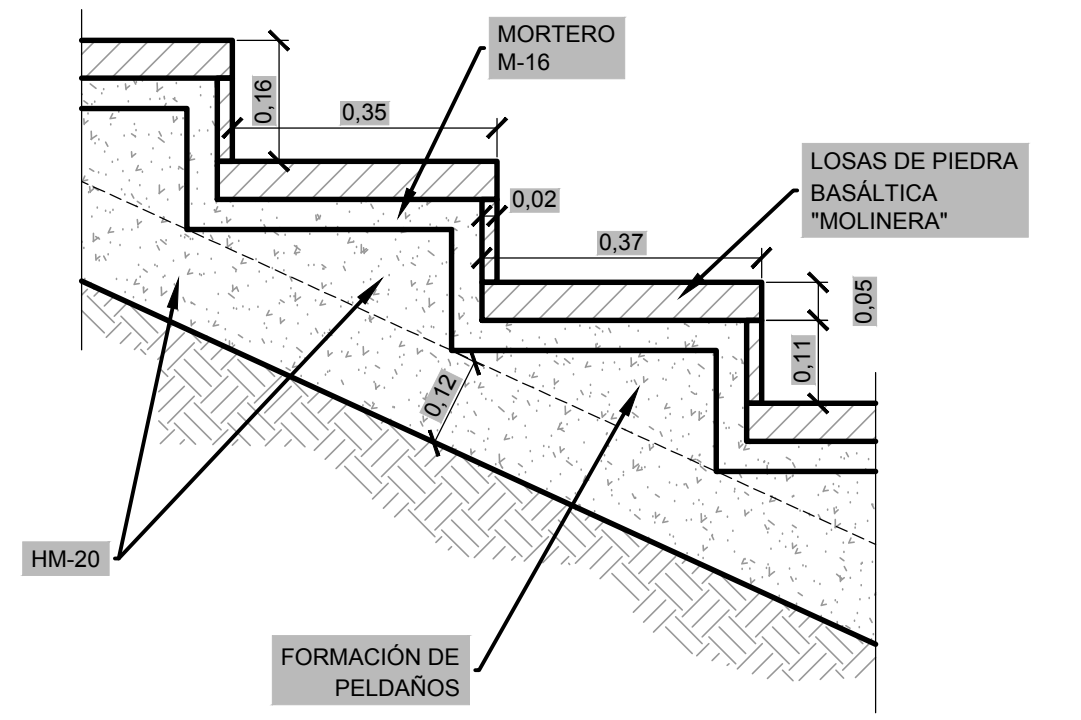 MORTERO
M-16
0,16
0,35
LOSAS DE PIEDRA
BASÁLTICA
"MOLINERA"
0,02
0,37
0,05
0,11
0,12
HM-20
FORMACIÓN DE
PELDAÑOS